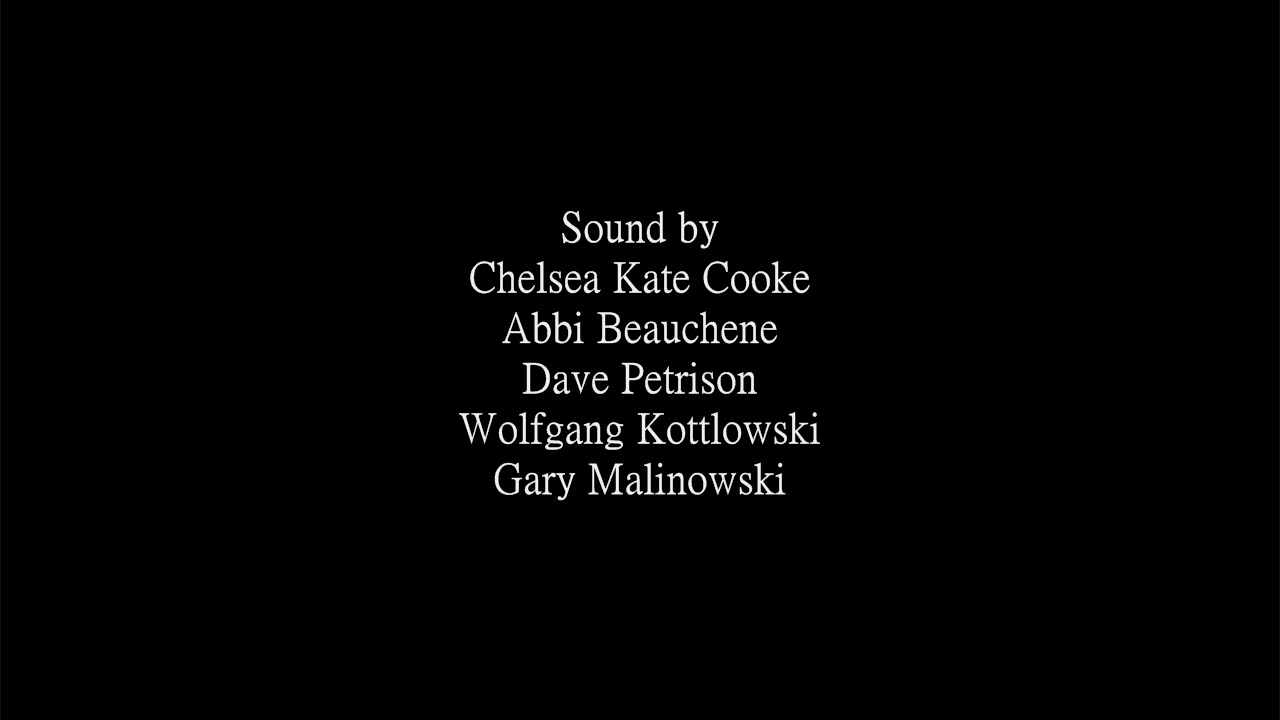 Sound by
Chelsea Kate Cooke
Abbi Beauchene
Dave Petrison
Wolfgang Kottlowski
Gary Malinowski